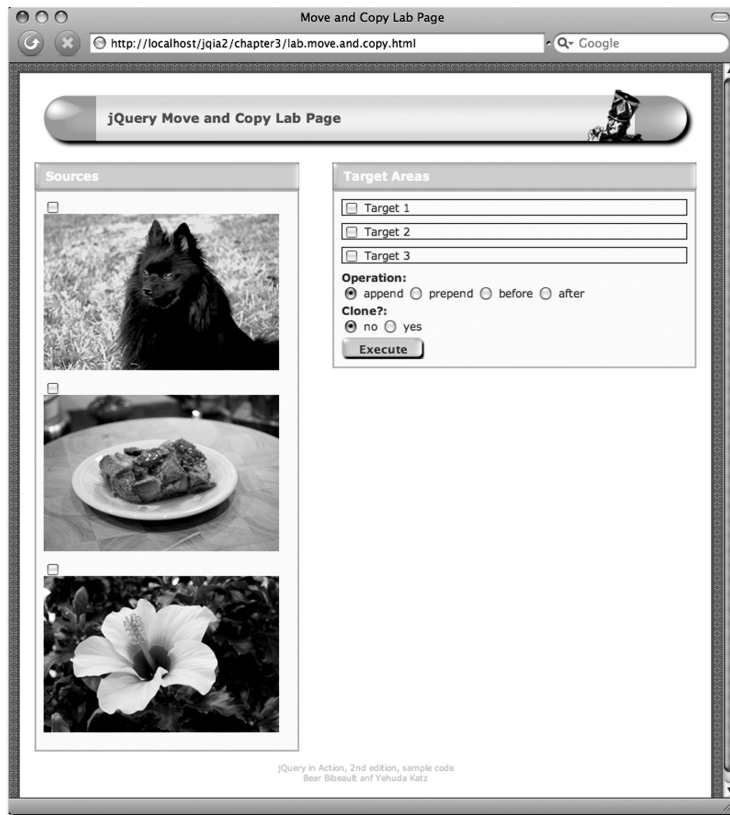 Move and Copy Lab Page
http://localhost/jqia2/chapter3/lab.move.and.copy.html
Google
jQuery Move and Copy Lab Page
Sources
Target Areas
Target 1
Target 2
Target 3
Operation:
append prepend before after
Clone?:
no yes
Execute
jQuery in Action, 2nd edition, sample code
Bear Bibeault anf Yehuda Katz